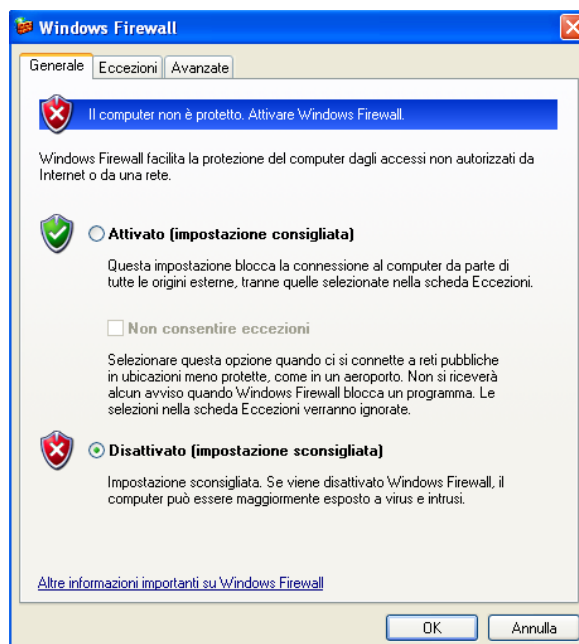 Windows Firewall
Generale Eccezioni Avanzate
Il computer non è protetto. Attivare Windows Firewall.
Windows Firewall facilita la protezione del computer dagli accessi non autorizzati da
Internet o da una rete.
Attivato (impostazione consigliata)
Questa impostazione blocca la connessione al computer da parte di
tutte le origini esterne, tranne quelle selezionate nella scheda Eccezioni.
Non consentire eccezioni
Selezionare questa opzione quando ci si connette a reti pubbliche
in ubicazioni meno protette, come in un aeroporto. Non si riceverà
alcun avviso quando Windows Firewall blocca un programma. Le
selezioni nella scheda Eccezioni verranno ignorate.
Disattivato (impostazione sconsigliata)
Impostazione sconsigliata. Se viene disattivato Windows Firewall, il
computer può essere maggiormente esposto a virus e intrusi.
Altre informazioni importanti su Windows Firewall
OK Annulla